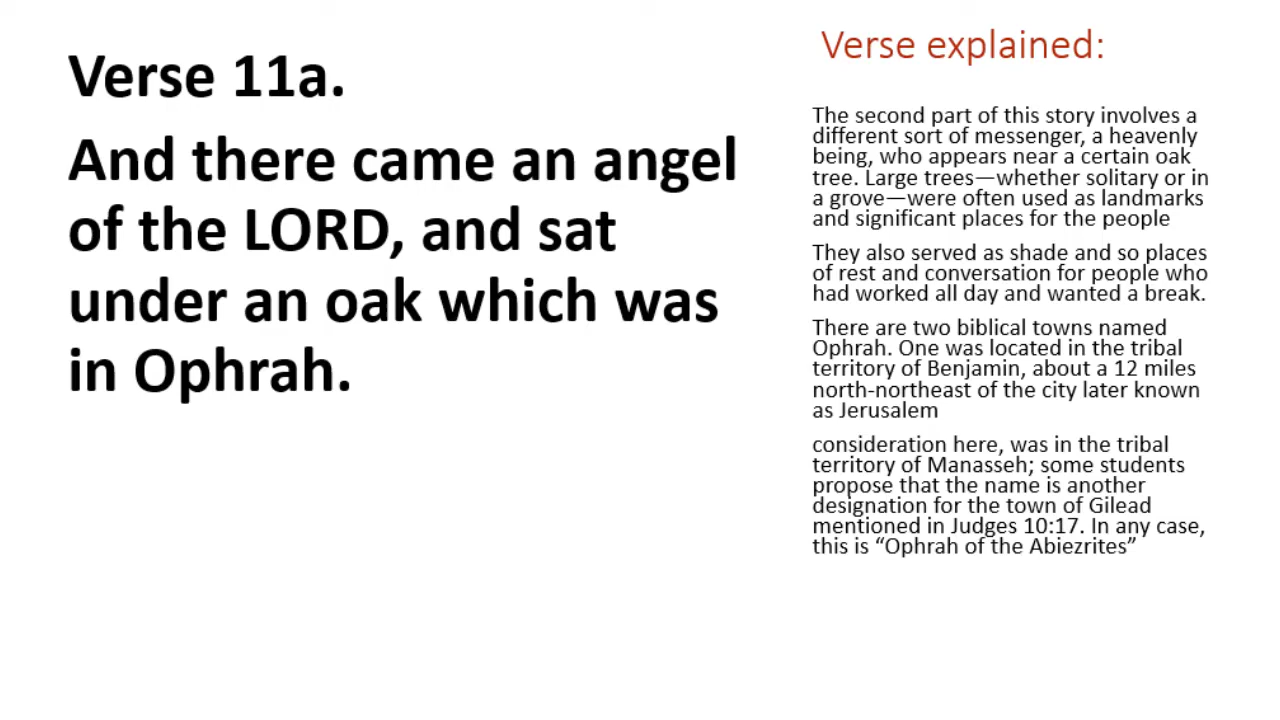 Verse 11a.
And there came an angel
of the LORD, and sat
under an oak which was
in Ophrah.
Verse explained:
The second part of this story involves a
different sort of messenger, a heavenly
being, who appears near a certain oak
tree. Large trees—whether solitary or in
a grove—were often used as landmarks
and significant places for the people
They also served as shade and so places
of rest and conversation for people who
had worked all day and wanted a break.
There are two biblical towns named
Ophrah. One was located in the tribal
territory of Benjamin, about a 12 miles
north-northeast of the city later known
as Jerusalem
consideration here, was in the tribal
territory of Manasseh; some students
propose that the name is another
designation for the town of Gilead
mentioned in Judges 10:17. In any case,
this is “Ophrah of the Abiezrites”